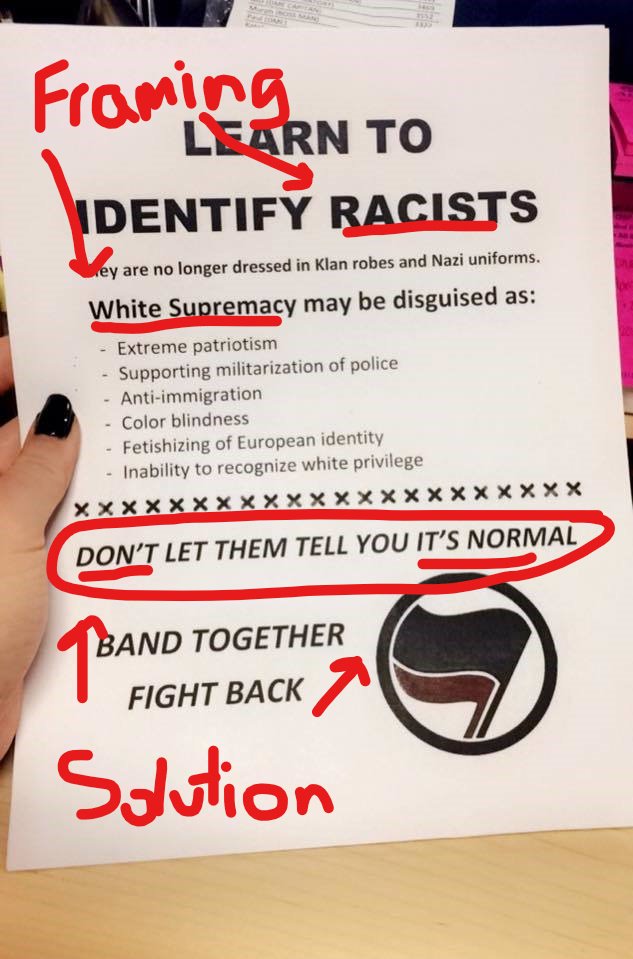 Framing
LEARN TO
IDENTIFY RACISTS
ey are no longer dressed in Klan robes and Nazi uniforms.
White Supremacy may be disguised as:
- Extreme patriotism
- Supporting militarization of police
- Anti-immigration
- Color blindness
- Fetishizing of European identity
- Inability to recognize white privilege
×××××××××××××××××××××××
DON'T LET THEM TELL YOU IT'S NORMAL
BAND TOGETHER
FIGHT BACK
Solution